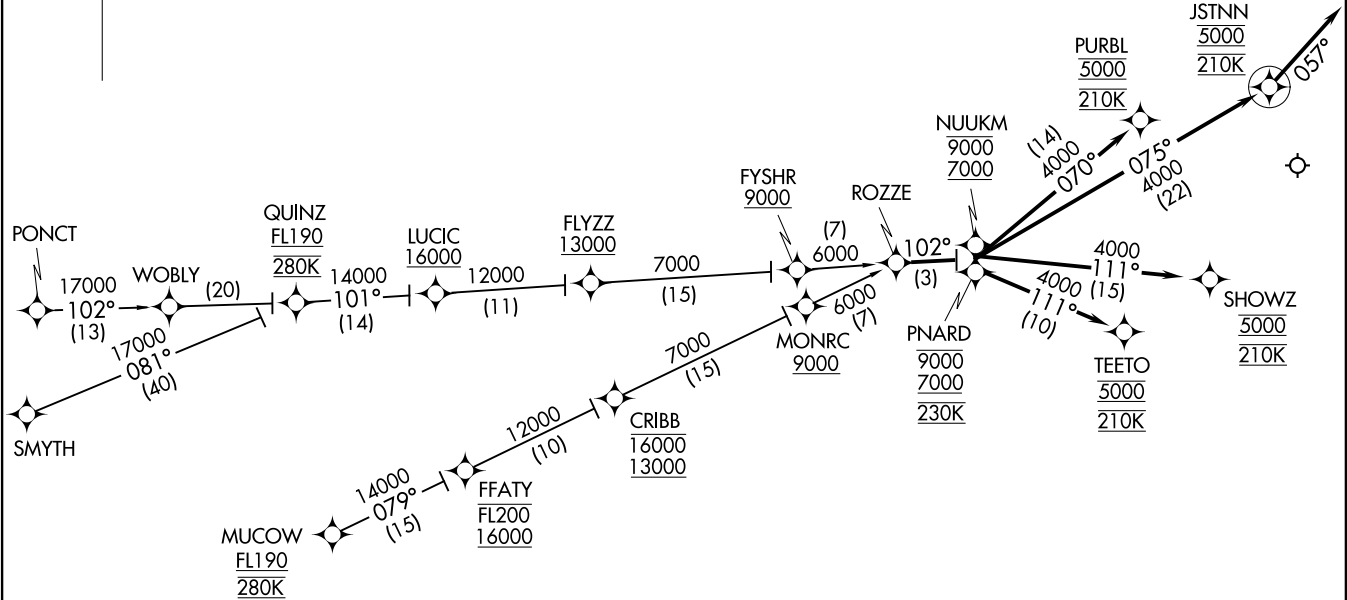 JSTNN
5000
210K
057°
PURBL
5000
210K
NUUKM
9000
7000
(14)
4000
070°
075°
4000
(22)
FYSHR
9000
ROZZE
(7)
6000
102°
(3)
4000
111°
(15)
4000
111°
(10)
SHOWZ
5000
210K
TEETO
5000
210K
PNARD
9000
7000
230K
PONCT
17000
102°
(13)
WOBLY
(20)
QUINZ
FL190
280K
14000
101°
(14)
LUCIC
16000
12000
(11)
FLYZZ
13000
7000
(15)
17000
081°
(40)
SMYTH
6000
(7)
MONRC
9000
7000
(15)
CRIBB
16000
13000
12000
(10)
FFATY
FL200
16000
14000
079°
(15)
MUCOW
FL190
280K